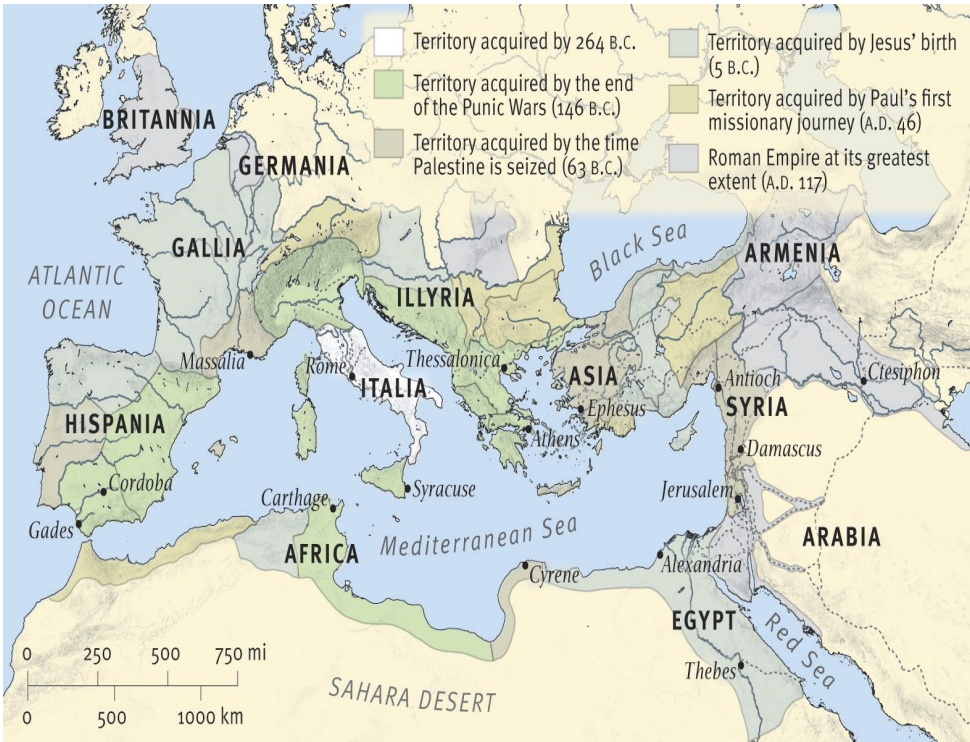 Territory acquired by 264 B.C.
Territory acquired by the end
of the Punic Wars (146 B.C.)
Territory acquired by the time
Palestine is seized (63 B.C.)
Territory acquired by Jesus’ birth
(5 B.C.)
Territory acquired by Paul’s first
missionary journey (A.D. 46)
Roman Empire at its greatest
extent (A.D. 117)
BRITANNIA
GERMANIA
GALLIA
ATLANTIC
OCEAN
Black Sea
ARMENIA
ILLYRIA
Massalia
Rome
Thessalonica
ITALIA
ASIA
Antioch
Ctesiphon
SYRIA
HISPANIA
Ephesus
Athens
Damascus
Cordoba
Carthage
Syracuse
Jerusalem
Gades
Mediterranean Sea
ARABIA
AFRICA
Cyrene
Alexandria
EGYPT
Red Sea
Thebes
0 250 500 750 mi
0 500 1000 km
SAHARA DESERT